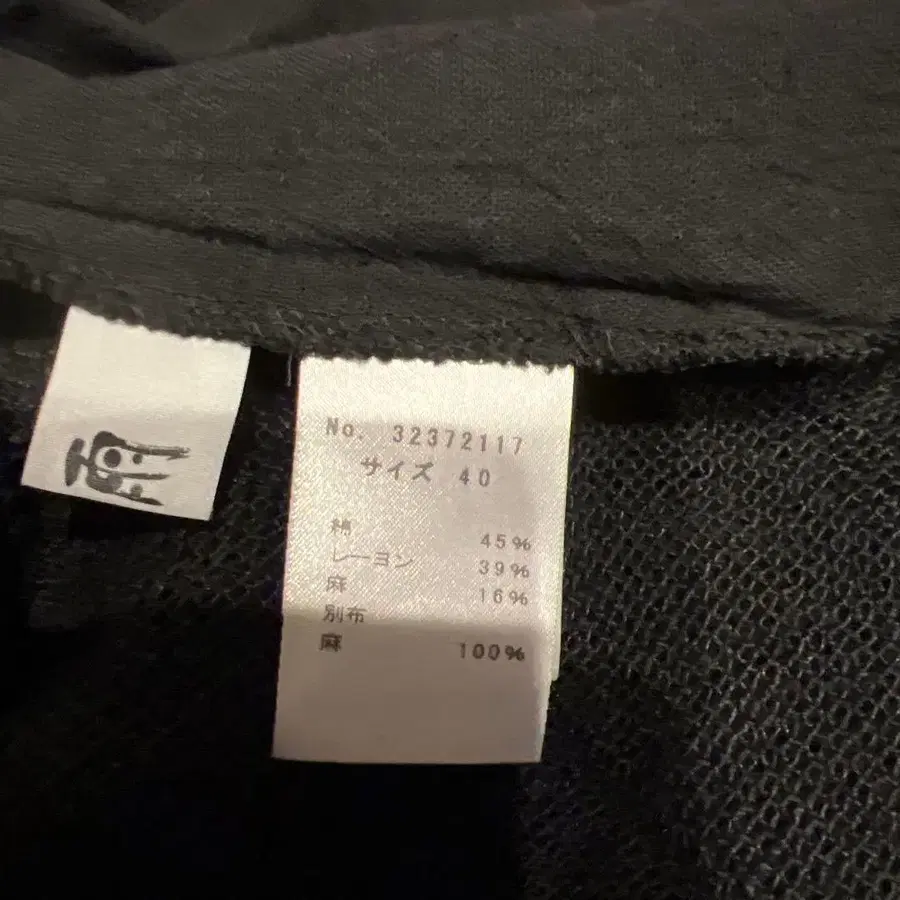 No. 32372117
サイズ 40
綿 45%
レーヨン 39%
麻 16%
別布
麻 100%